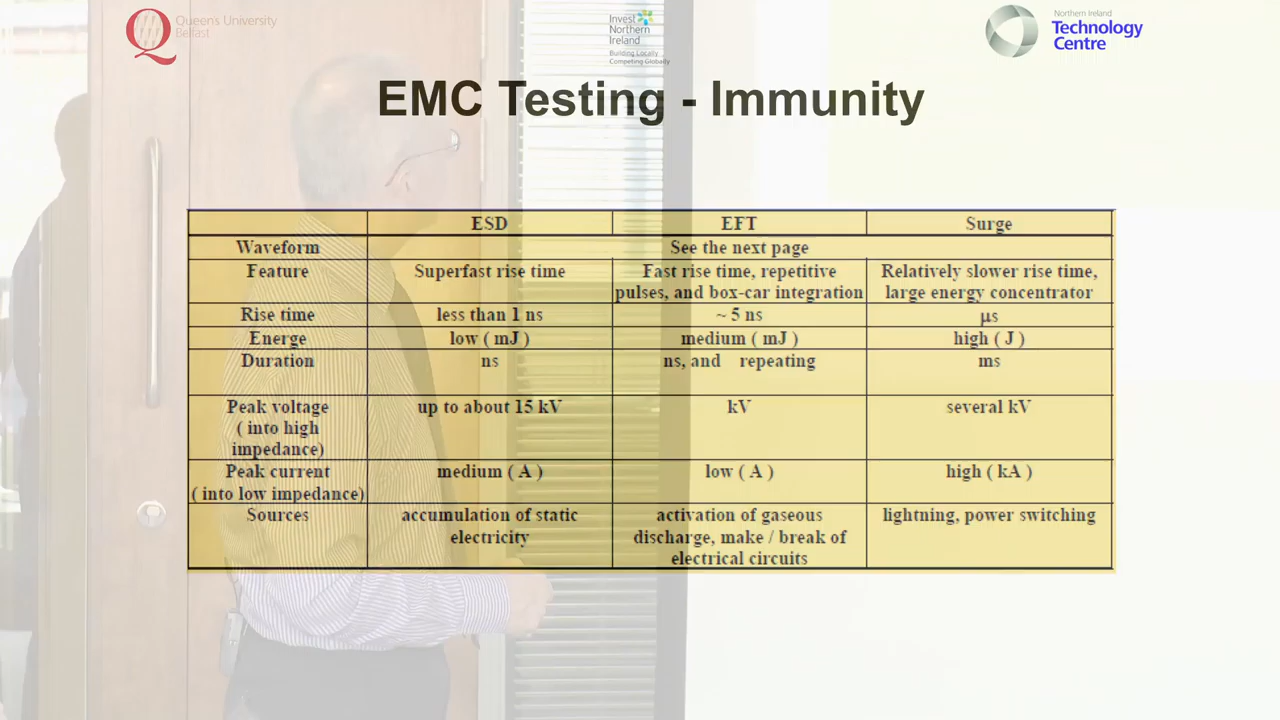 Queen's University
Belfast
Invest
Northern
Ireland
Building Locally
Competing Globally
Northern Ireland
Technology
Centre
EMC Testing - Immunity
ESD EFT Surge
Waveform See the next page
Feature Superfast rise time Fast rise time, repetitive Relatively slower rise time,
pulses, and box-car integration large energy concentrator
Rise time less than 1 ns ~ 5 ns μs
Energe low ( mJ ) medium ( mJ ) high ( J )
Duration ns ns, and repeating ms
Peak voltage up to about 15 kV kV several kV
( into high
impedance)
Peak current medium ( A ) low ( A ) high ( kA )
( into low impedance)
Sources accumulation of static activation of gaseous lightning, power switching
electricity discharge, make / break of
electrical circuits